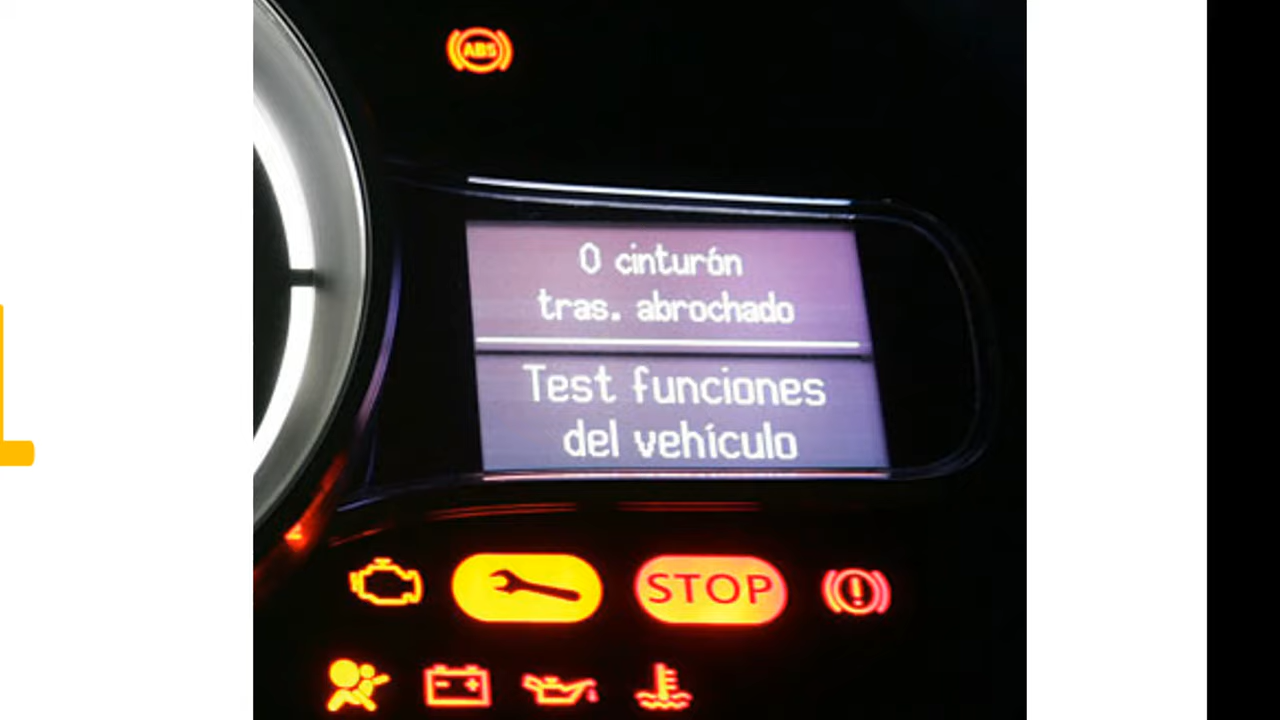 ABS
0 cinturón
tras. abrochado
Test funciones
del vehículo
STOP